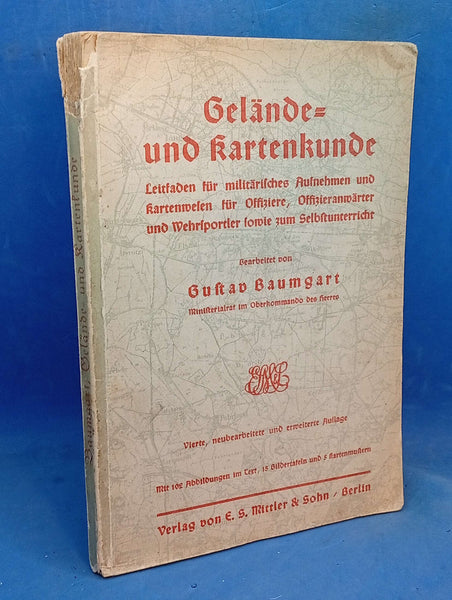 Gelände=
und Kartenkunde
Leitfaden für militärisches Aufnehmen und
Kartenwesen für Offiziere, Offizieranwärter
und Wehrsportler sowie zum Selbstunterricht
Bearbeitet von
Gustav Baumgart
Ministerialrat im Oberkommando des Heeres
Vierte, neubearbeitete und erweiterte Auflage
Mit 102 Abbildungen im Text, 15 Bildertafeln und 5 Kartenmustern
Verlag von E. S. Mittler & Sohn / Berlin
Baumgart, Gelände und Kartenkunde